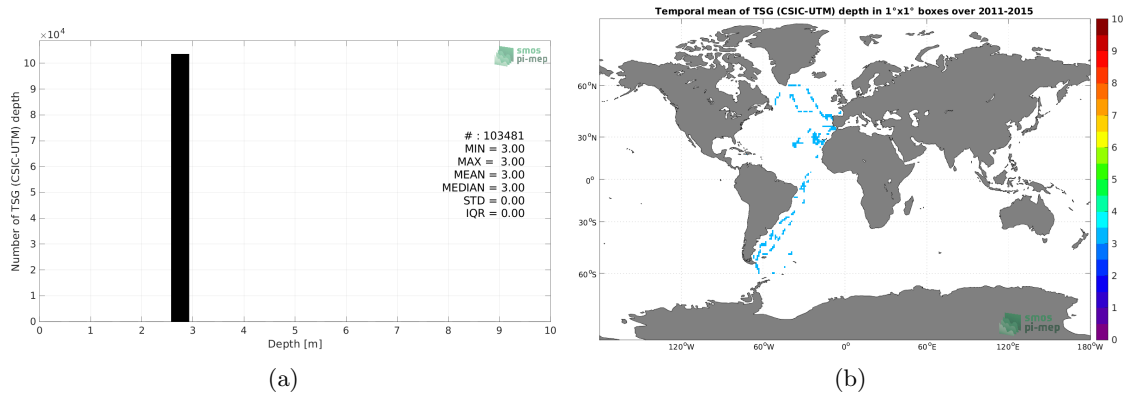 ×10⁴
10
9
8
7
6
5
4
3
2
1
0
Number of TSG (CSIC-UTM) depth
smos
pi-mep
# : 103481
MIN = 3.00
MAX = 3.00
MEAN = 3.00
MEDIAN = 3.00
STD = 0.00
IQR = 0.00
0 1 2 3 4 5 6 7 8 9 10
Depth [m]
(a)
Temporal mean of TSG (CSIC-UTM) depth in 1°x1° boxes over 2011-2015
60°N
30°N
0°
30°S
60°S
120°W 60°W 0° 60°E 120°E 180°W
smos
pi-mep
10
9
8
7
6
5
4
3
2
1
0
(b)